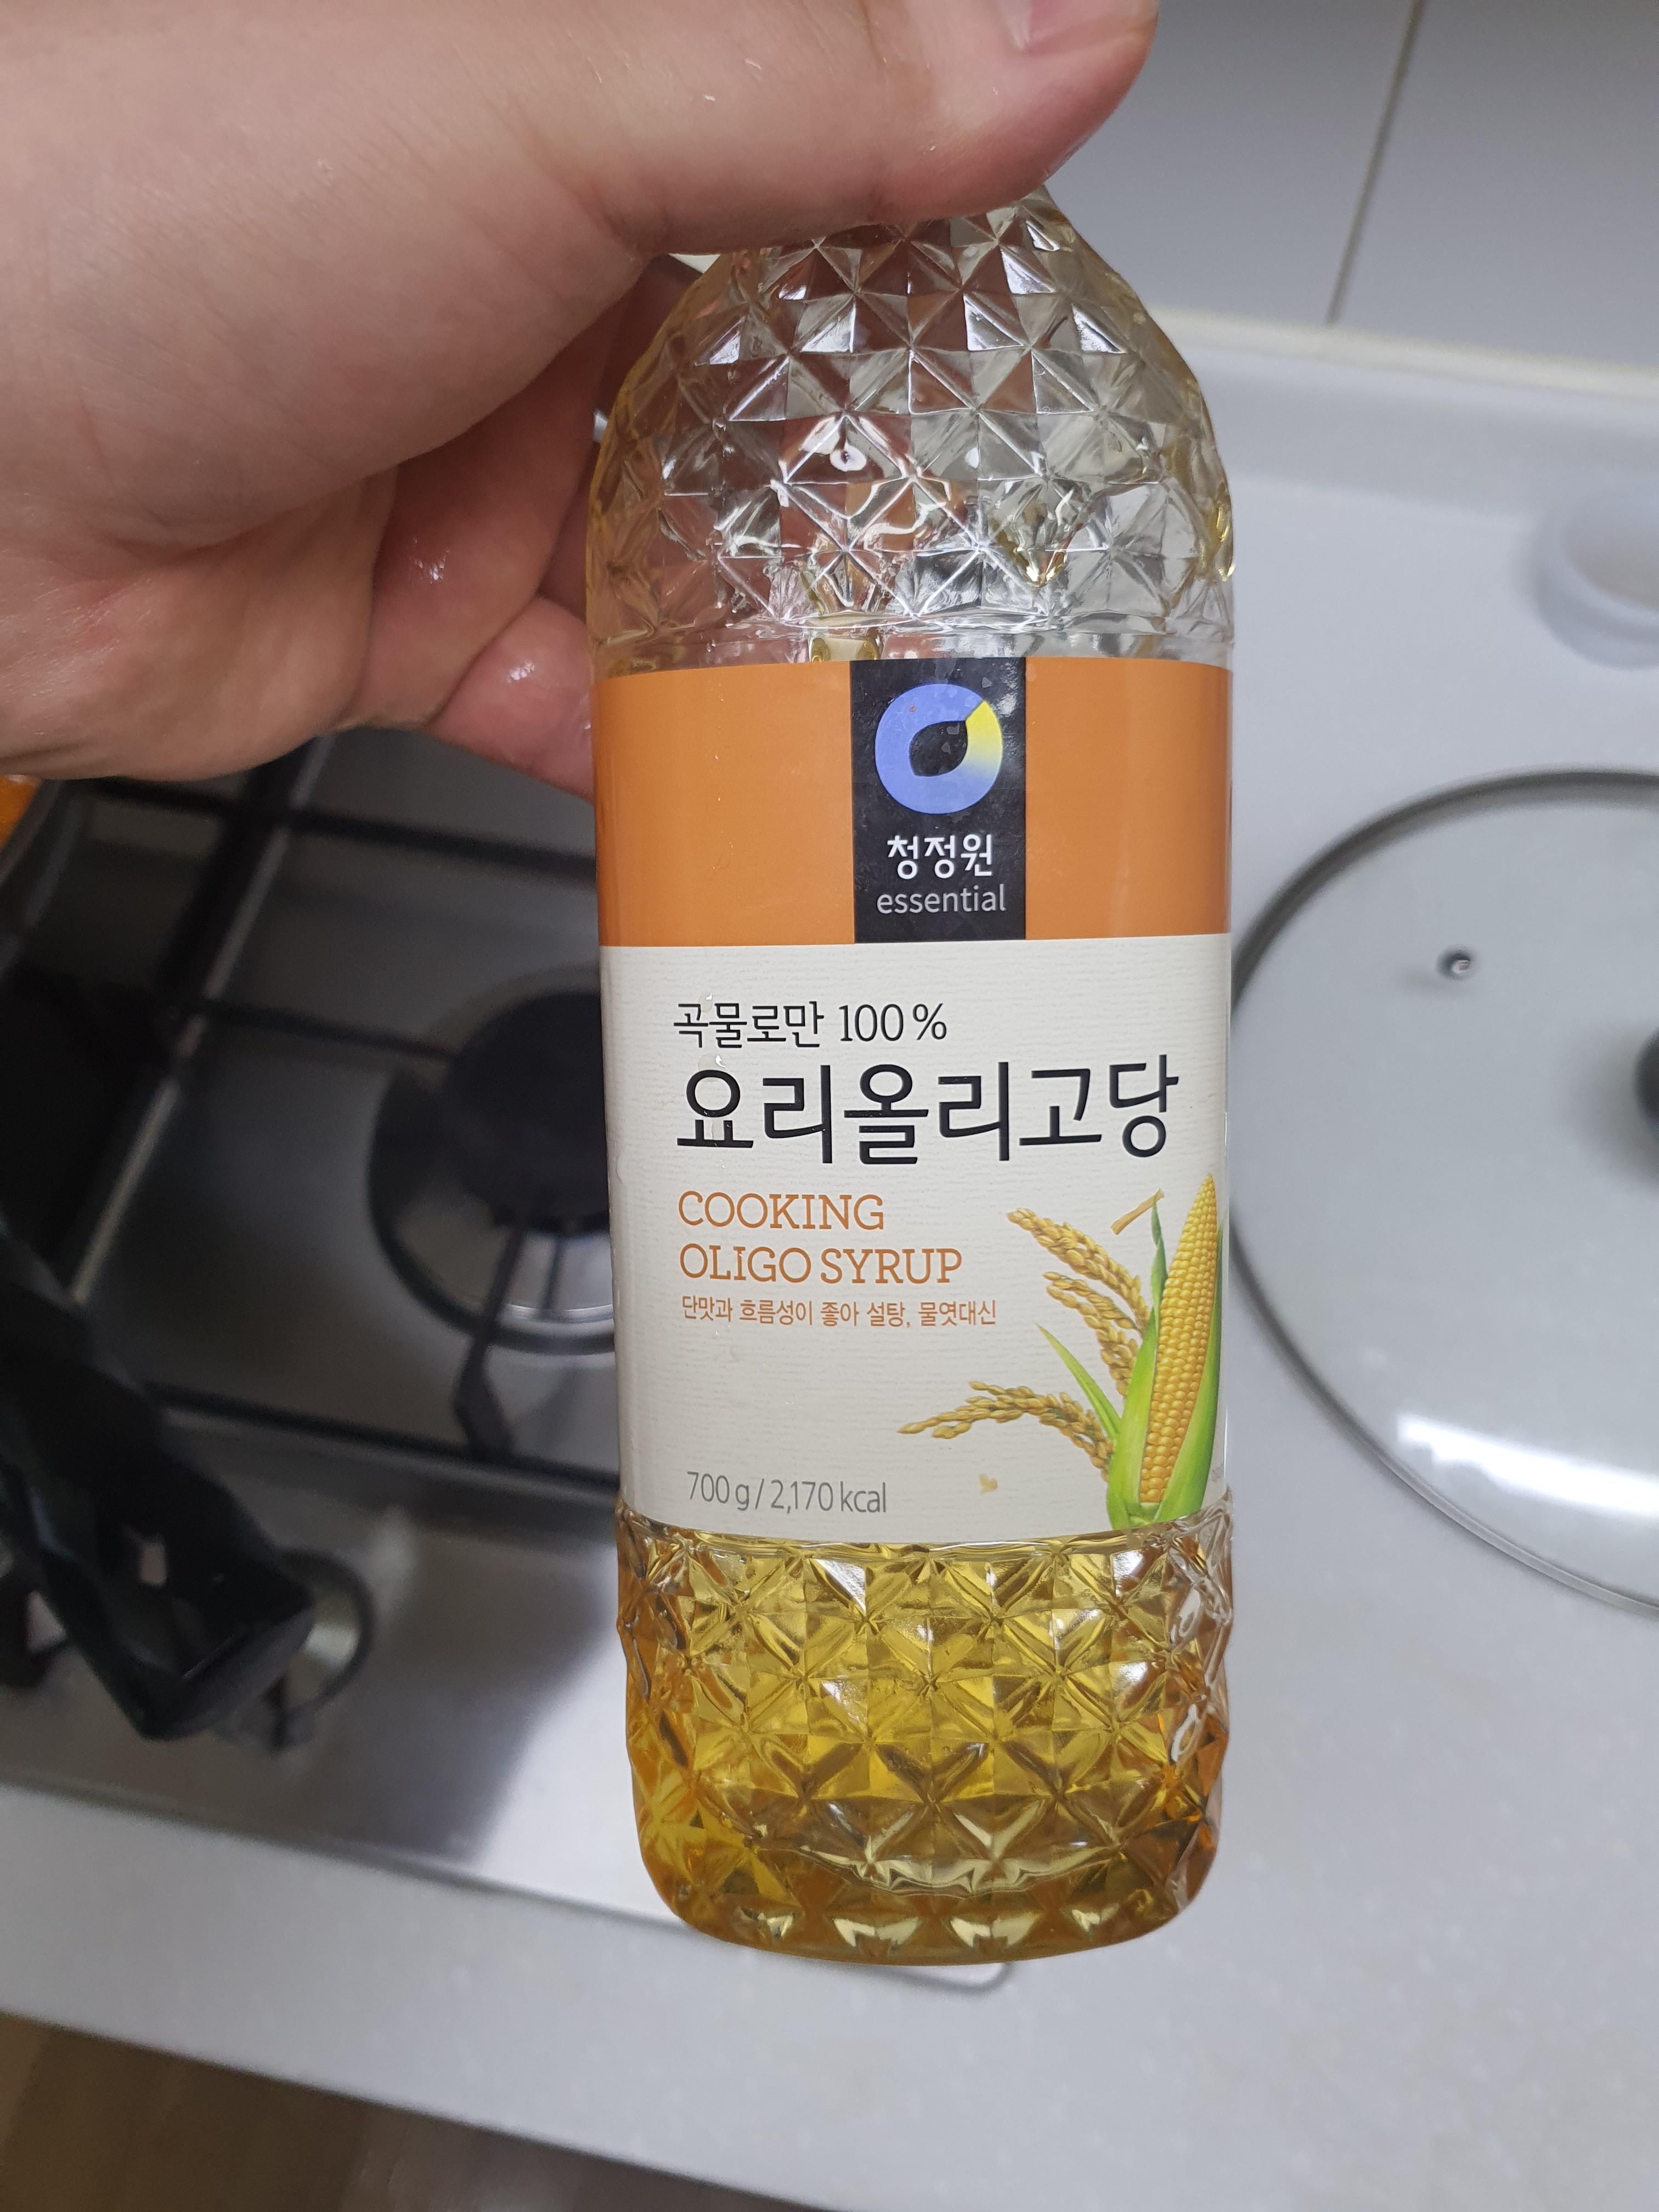 청정원
essential
곡물로만 100%
요리올리고당
COOKING
OLIGO SYRUP
단맛과 흐름성이 좋아 설탕, 물엿대신
700 g / 2,170 kcal